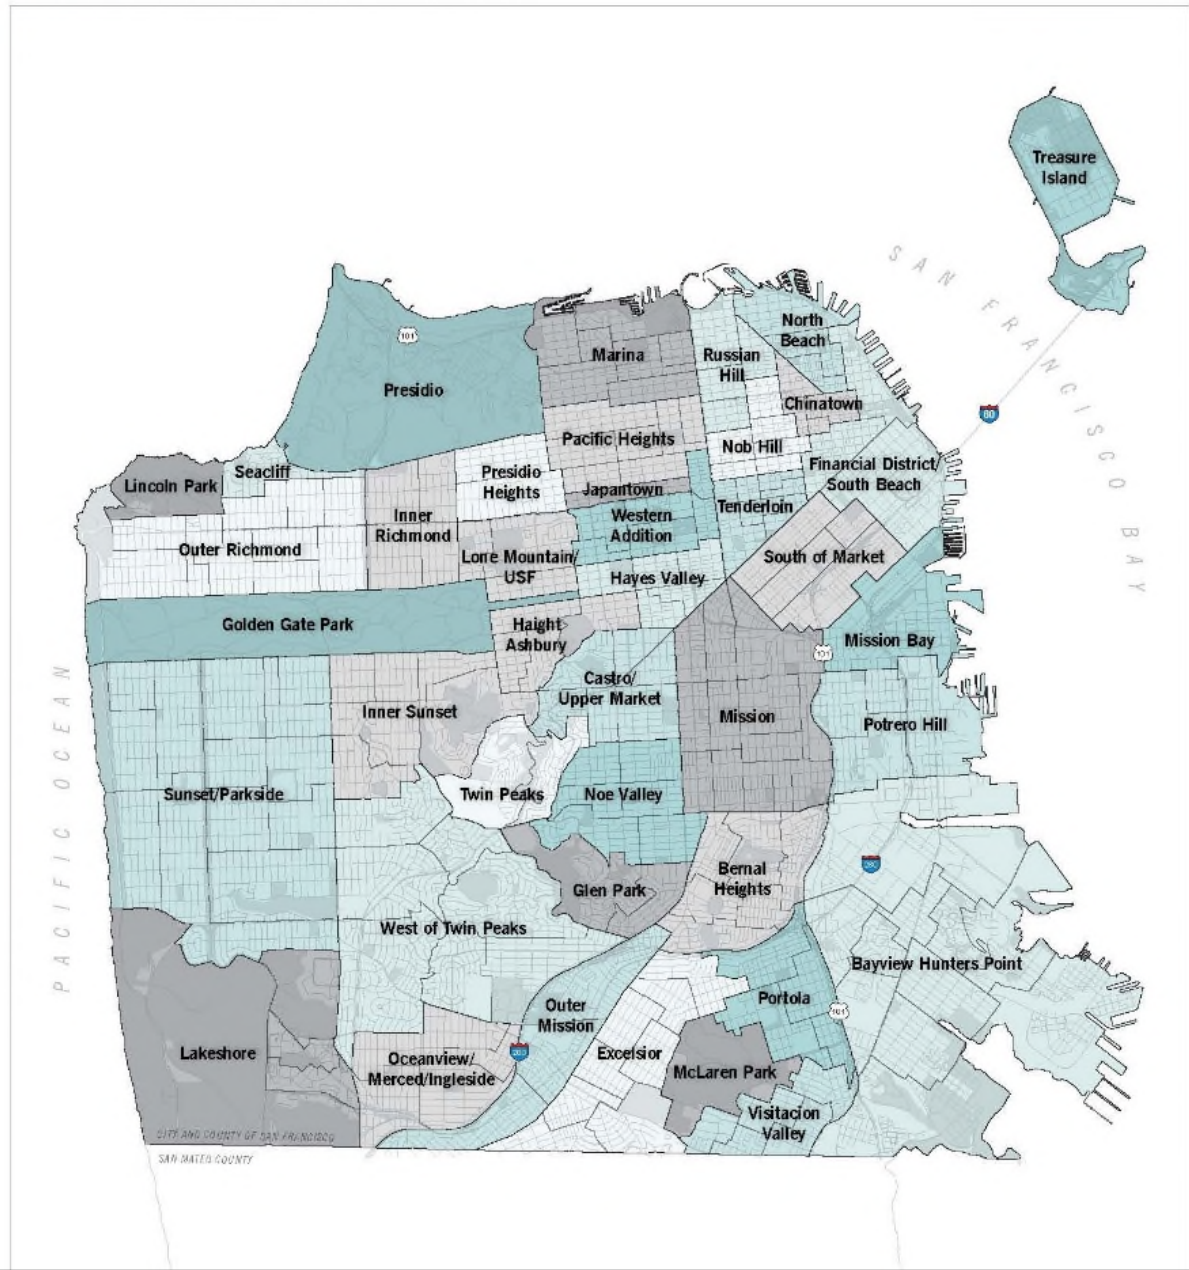 Treasure
Island
SAN FRANCISCO BAY
80
101
North
Beach
Marina
Russian
Hill
Presidio
Chinatown
Pacific Heights
Nob Hill
Seacliff
Lincoln Park
Presidio
Heights
Financial District/
South Beach
Japantown
Inner
Richmond
Western
Addition
Tenderloin
Outer Richmond
Lone Mountain/
USF
South of Market
Hayes Valley
Golden Gate Park
Haight
Ashbury
Mission Bay
101
Castro/
Upper Market
PACIFIC OCEAN
Inner Sunset
Mission
Potrero Hill
Sunset/Parkside
Twin Peaks
Noe Valley
280
Bernal
Heights
Glen Park
West of Twin Peaks
Bayview Hunters Point
Portola
Outer
Mission
101
Lakeshore
Oceanview/
Merced/Ingleside
280
Excelsior
McLaren Park
Visitacion
Valley
CITY AND COUNTY OF SAN FRANCISCO
SAN MATEO COUNTY